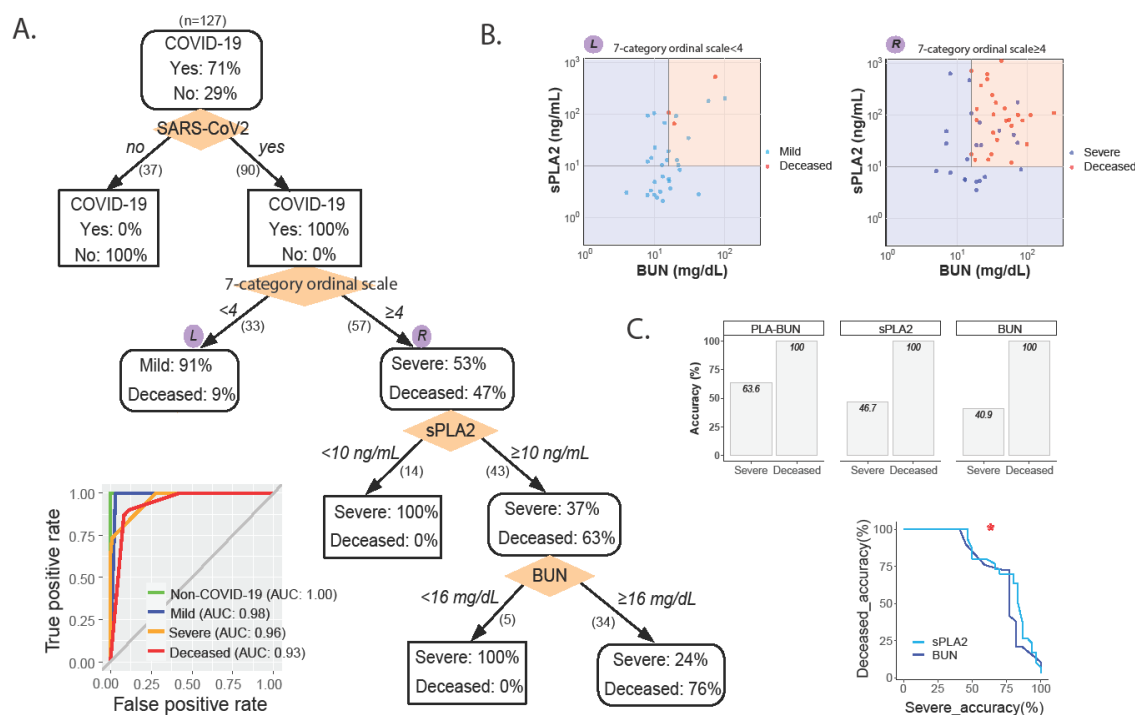 A.
(n=127)
COVID-19
Yes: 71%
No: 29%
SARS-CoV2
no
yes
(37)
(90)
COVID-19
Yes: 0%
No: 100%
COVID-19
Yes: 100%
No: 0%
7-category ordinal scale
<4
(33)
(57)
≥4
L
R
Mild: 91%
Deceased: 9%
Severe: 53%
Deceased: 47%
sPLA2
<10 ng/mL
≥10 ng/mL
(14)
(43)
Severe: 100%
Deceased: 0%
Severe: 37%
Deceased: 63%
BUN
<16 mg/dL
≥16 mg/dL
(5)
(34)
Severe: 100%
Deceased: 0%
Severe: 24%
Deceased: 76%
True positive rate
1.00
0.75
0.50
0.25
0.00
Non-COVID-19 (AUC: 1.00)
Mild (AUC: 0.98)
Severe (AUC: 0.96)
Deceased (AUC: 0.93)
0.00 0.25 0.50 0.75 1.00
False positive rate
B.
L
7-category ordinal scale<4
sPLA2 (ng/mL)
10³
10²
10¹
10⁰
10⁰ 10¹ 10²
BUN (mg/dL)
Mild
Deceased
R
7-category ordinal scale≥4
sPLA2 (ng/mL)
10³
10²
10¹
10⁰
10⁰ 10¹ 10²
BUN (mg/dL)
Severe
Deceased
C.
PLA-BUN sPLA2 BUN
Accuracy (%)
100
75
50
25
0
63.6 100 46.7 100 40.9 100
Severe Deceased Severe Deceased Severe Deceased
Deceased_accuracy(%)
100
75
50
25
0
*
sPLA2
BUN
0 25 50 75 100
Severe_accuracy(%)